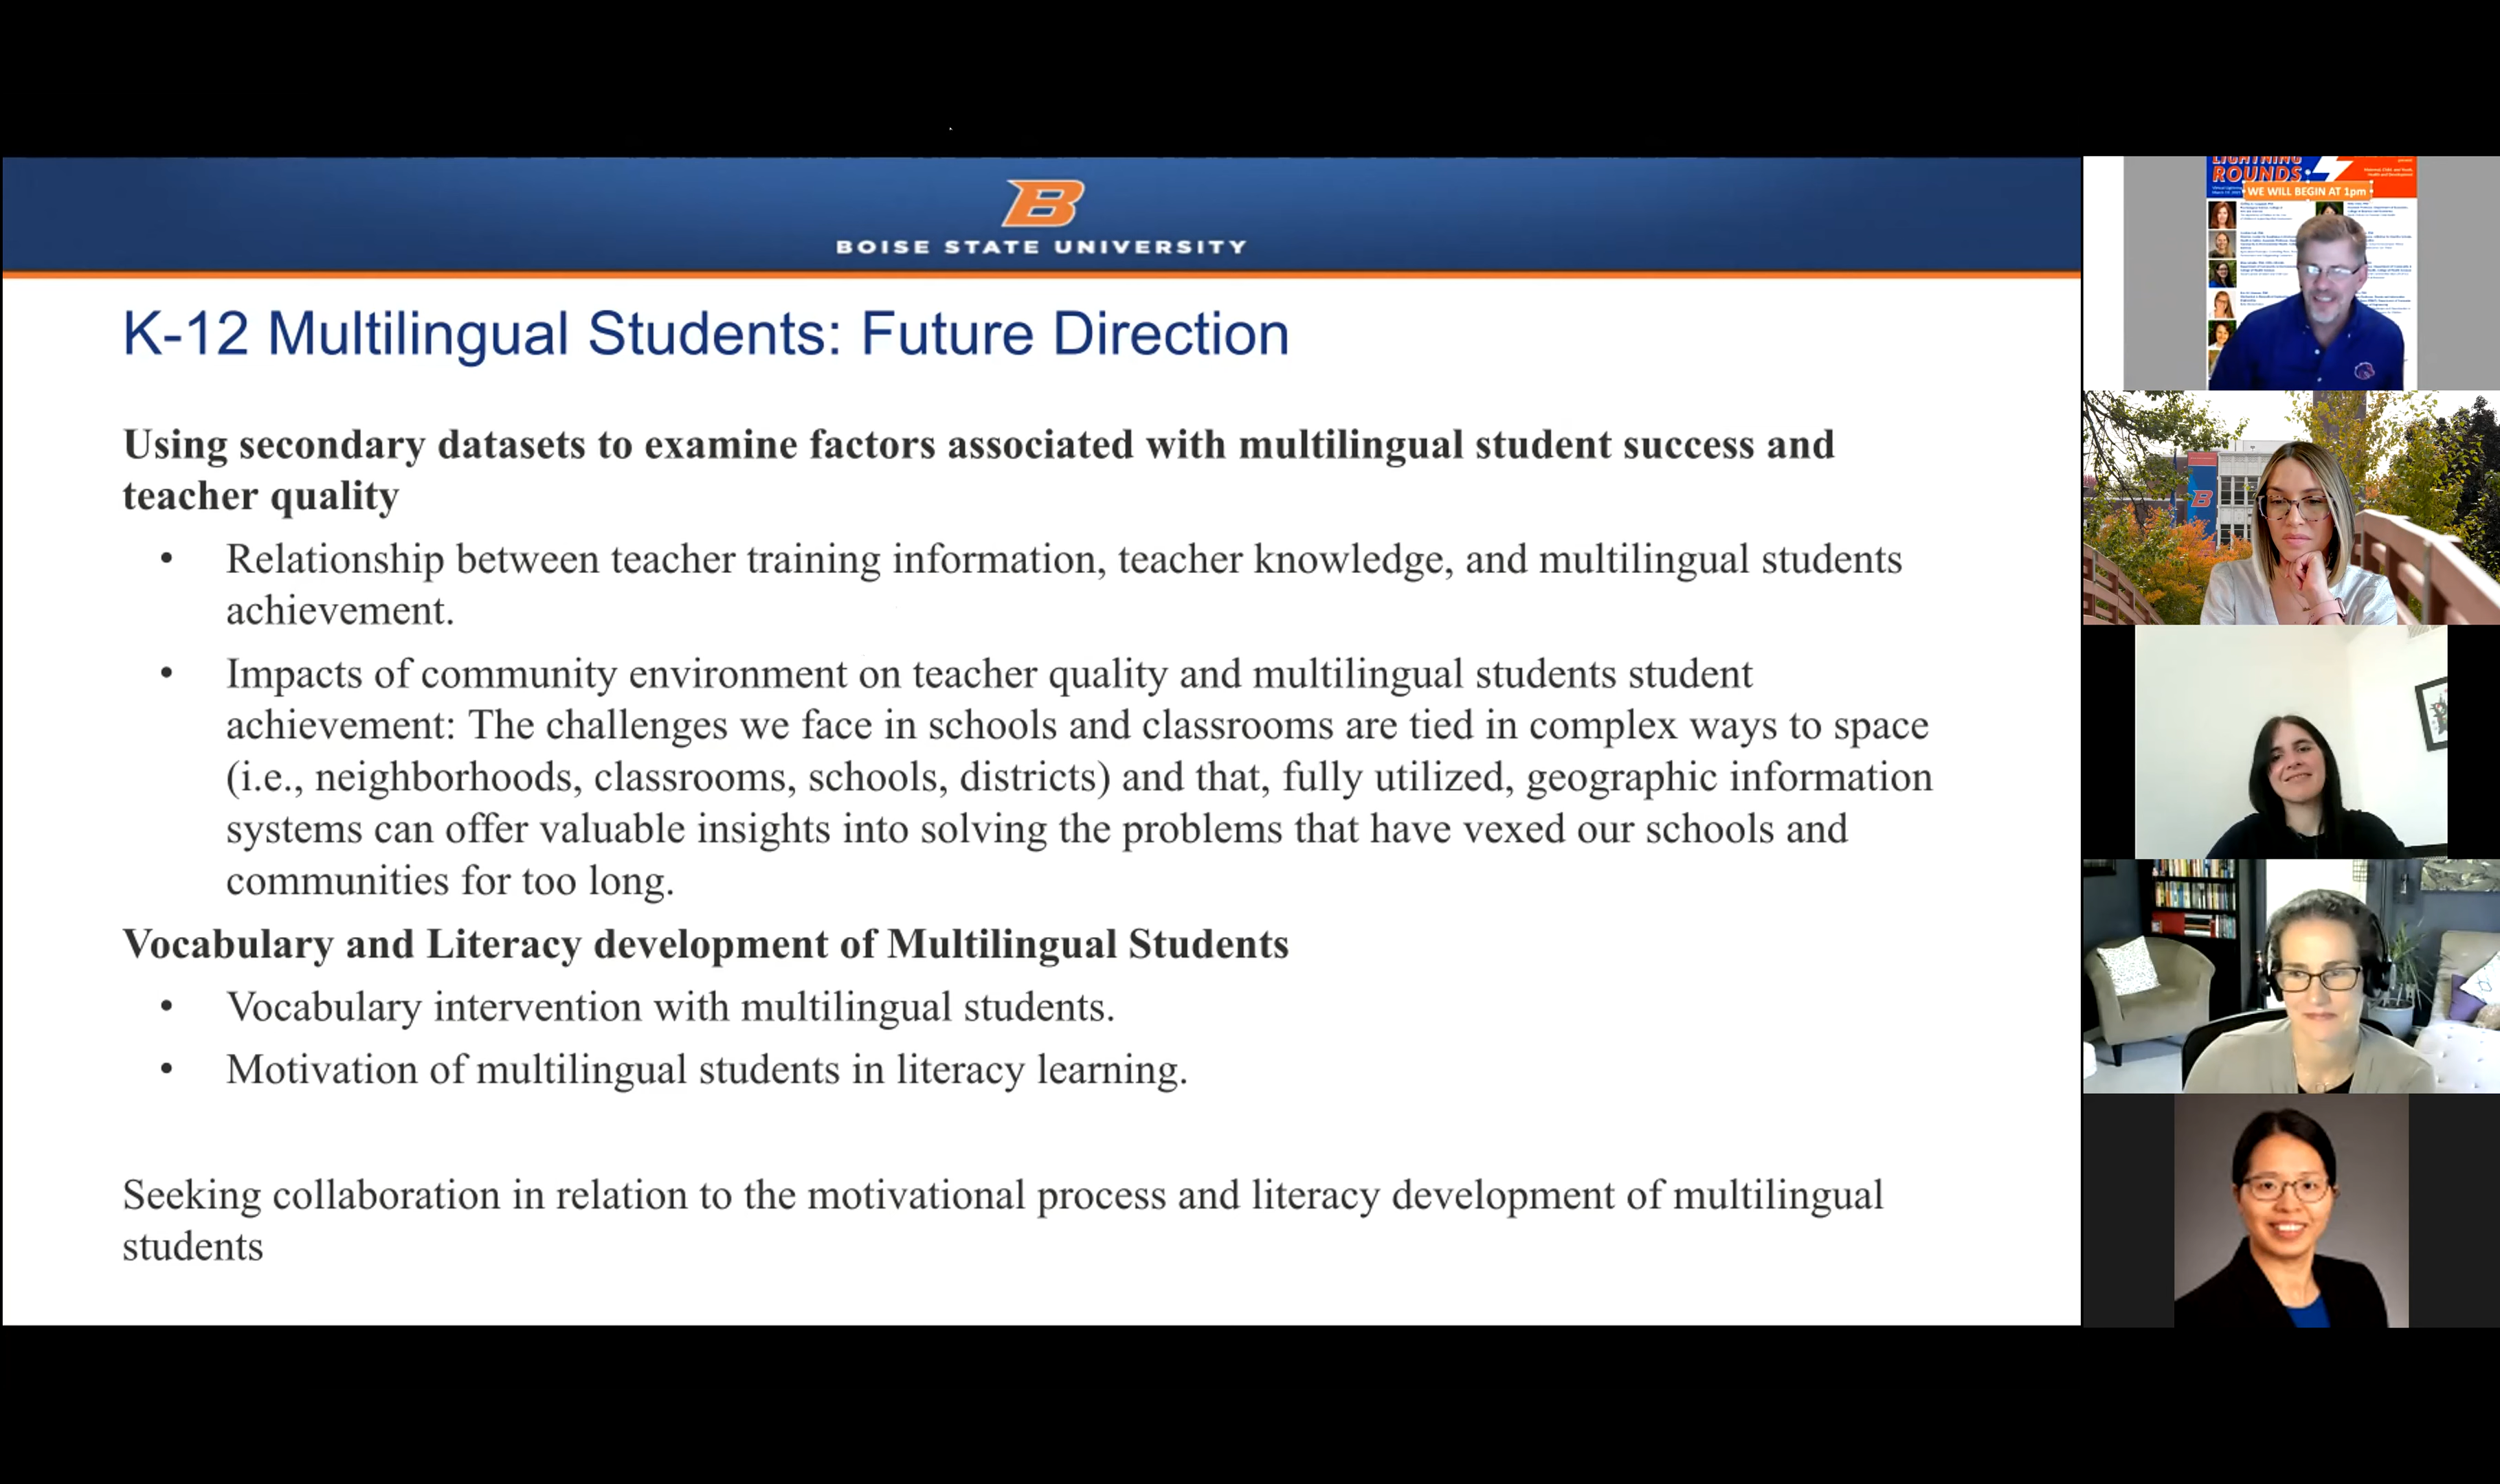 BOISE STATE UNIVERSITY
K-12 Multilingual Students: Future Direction
Using secondary datasets to examine factors associated with multilingual student success and
teacher quality
• Relationship between teacher training information, teacher knowledge, and multilingual students
achievement.
• Impacts of community environment on teacher quality and multilingual students student
achievement: The challenges we face in schools and classrooms are tied in complex ways to space
(i.e., neighborhoods, classrooms, schools, districts) and that, fully utilized, geographic information
systems can offer valuable insights into solving the problems that have vexed our schools and
communities for too long.
Vocabulary and Literacy development of Multilingual Students
• Vocabulary intervention with multilingual students.
• Motivation of multilingual students in literacy learning.
Seeking collaboration in relation to the motivational process and literacy development of multilingual
students
LIGHTNING
ROUNDS
WE WILL BEGIN AT 1pm
B